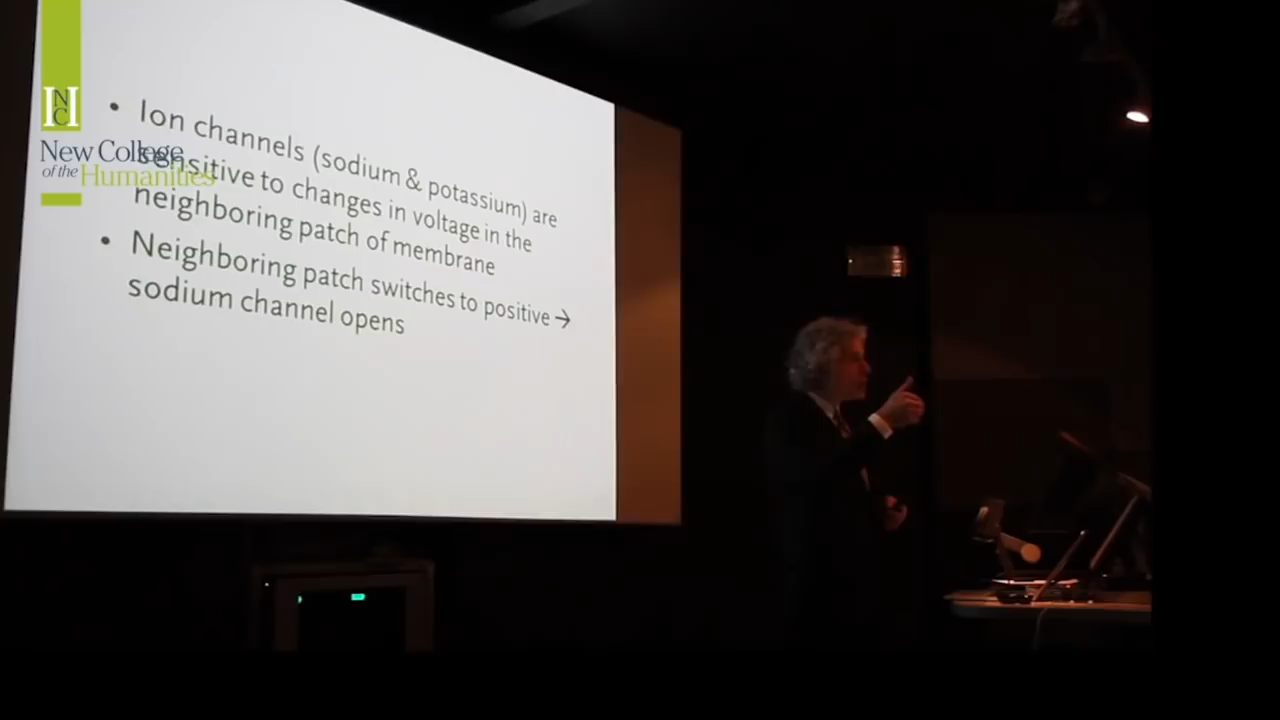 NCH
New College
of the Humanities
• Ion channels (sodium & potassium) are
sensitive to changes in voltage in the
neighboring patch of membrane
• Neighboring patch switches to positive →
sodium channel opens